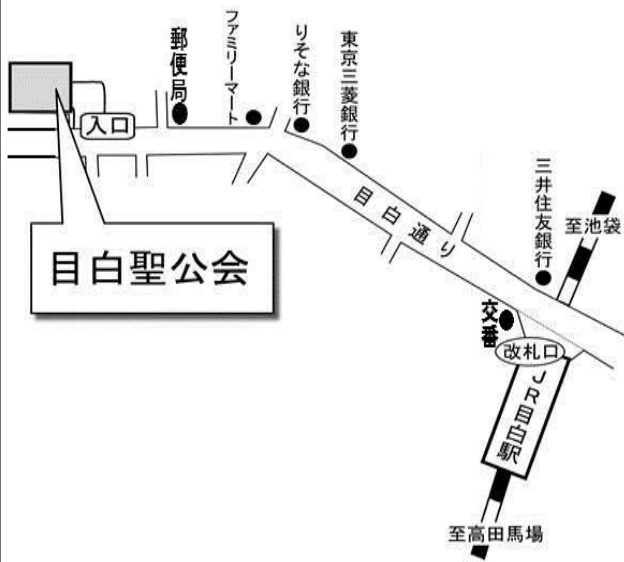 郵便局
ファミリーマート
りそな銀行
東京三菱銀行
入口
目白聖公会
目白通り
三井住友銀行
至池袋
交番
改札口
JR目白駅
至高田馬場